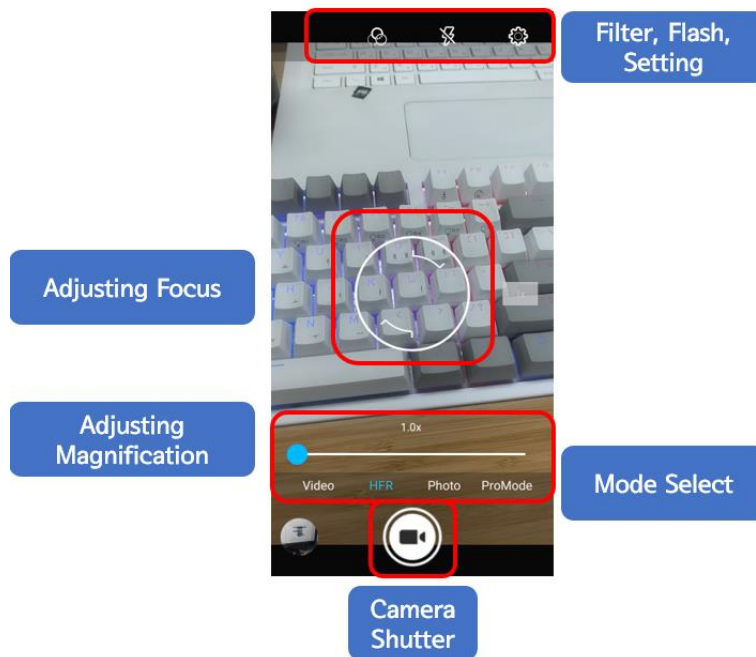 Filter, Flash,
Setting
Adjusting Focus
Adjusting
Magnification
1.0x
Video HFR Photo ProMode
Mode Select
Camera
Shutter